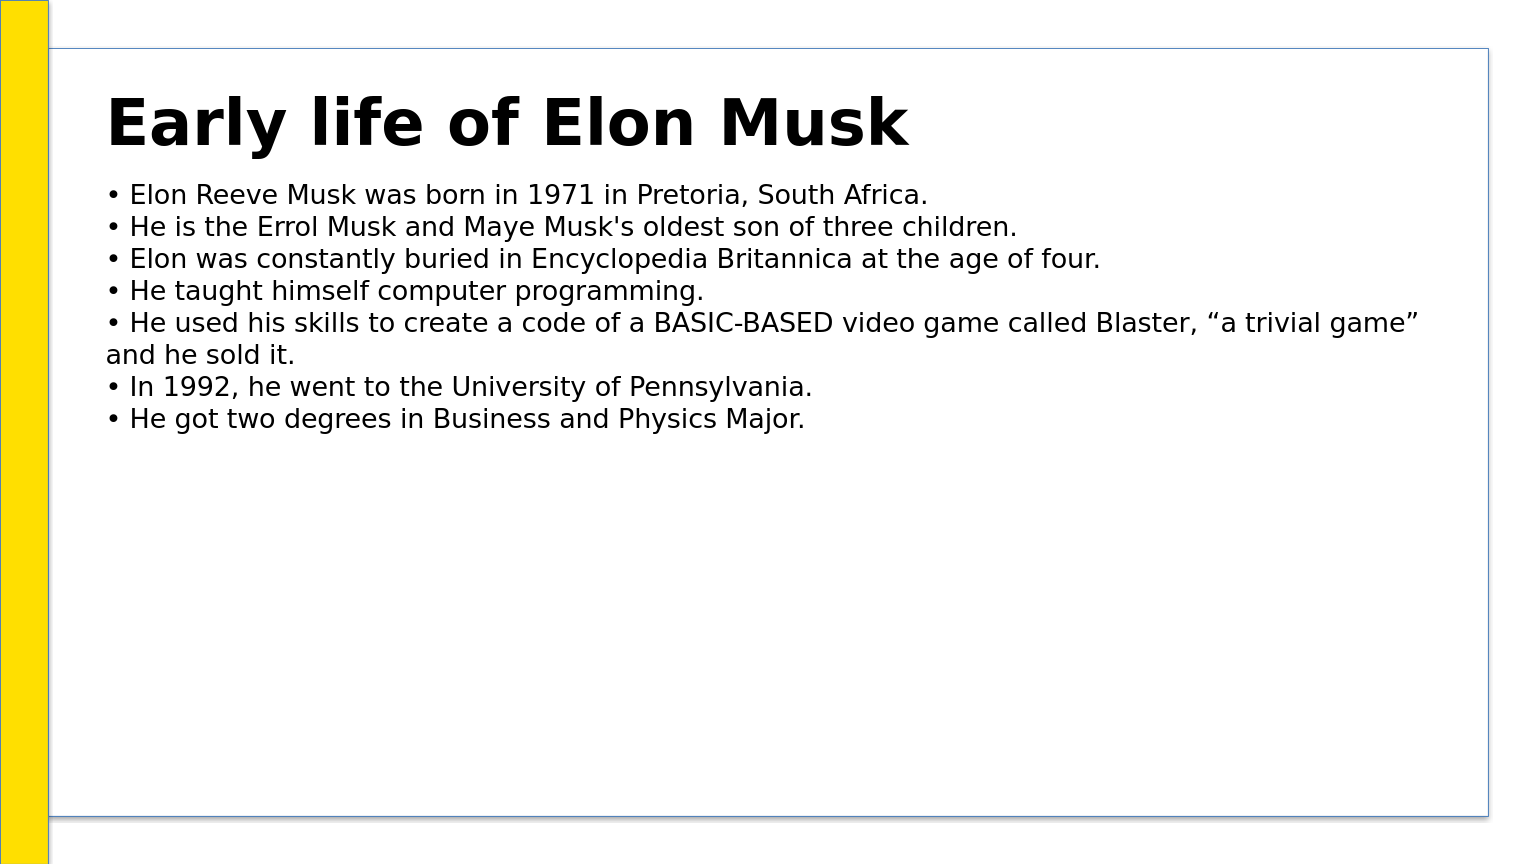 Early life of Elon Musk
• Elon Reeve Musk was born in 1971 in Pretoria, South Africa.
• He is the Errol Musk and Maye Musk's oldest son of three children.
• Elon was constantly buried in Encyclopedia Britannica at the age of four.
• He taught himself computer programming.
• He used his skills to create a code of a BASIC-BASED video game called Blaster, “a trivial game”
and he sold it.
• In 1992, he went to the University of Pennsylvania.
• He got two degrees in Business and Physics Major.